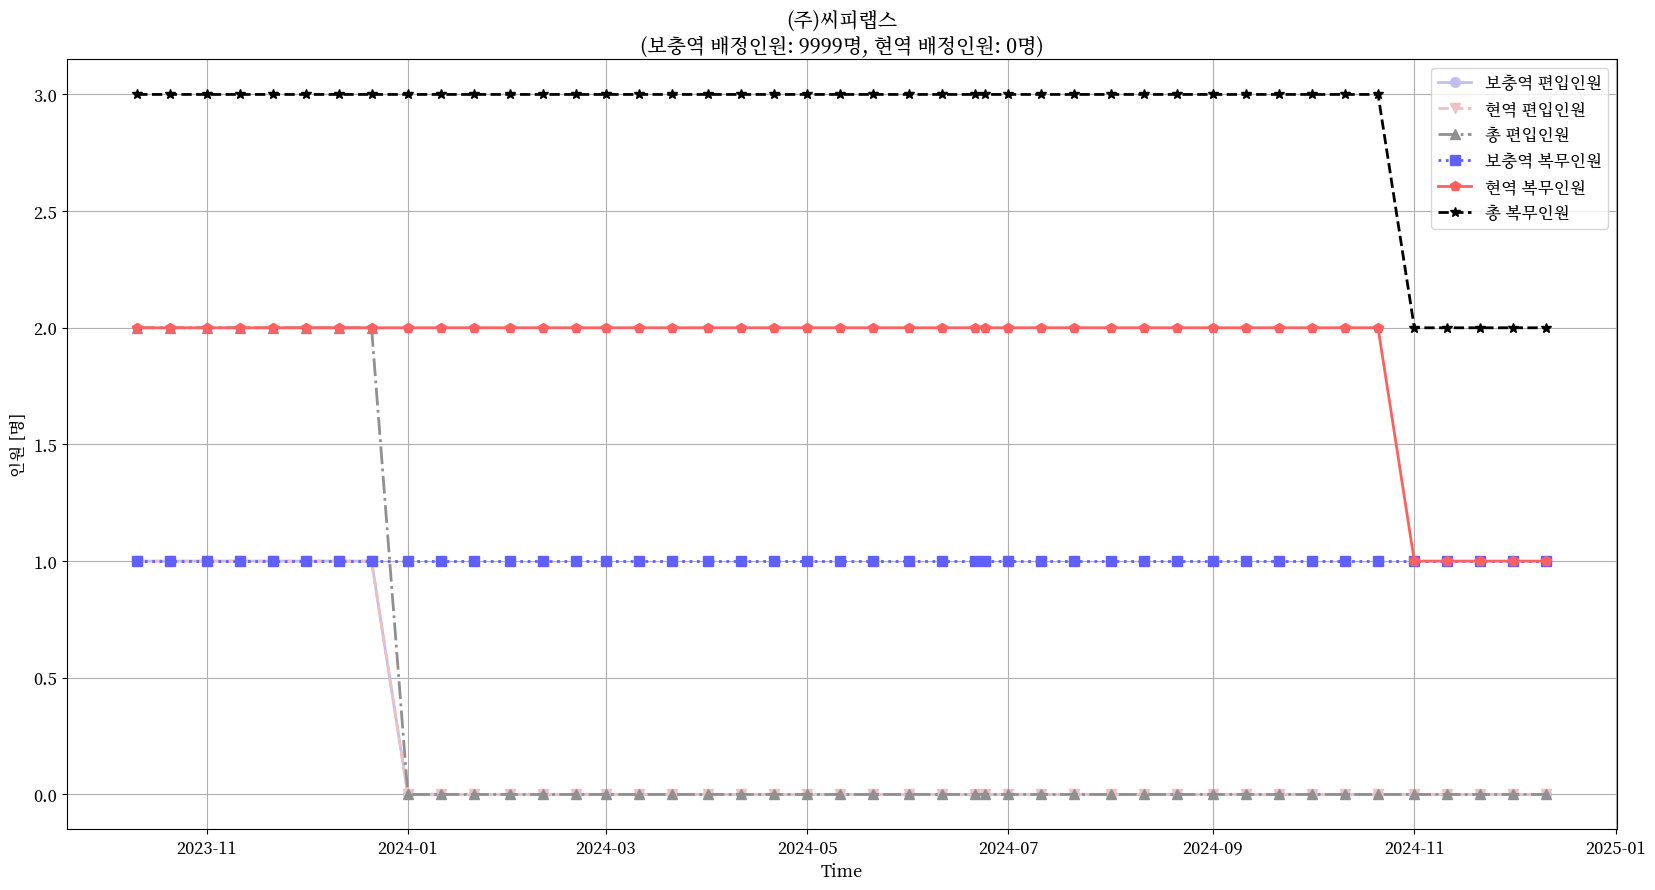 (주)씨피랩스
(보충역 배정인원: 9999명, 현역 배정인원: 0명)
보충역 편입인원
현역 편입인원
총 편입인원
보충역 복무인원
현역 복무인원
총 복무인원
인원 [명]
3.0
2.5
2.0
1.5
1.0
0.5
0.0
2023-11
2024-01
2024-03
2024-05
2024-07
2024-09
2024-11
2025-01
Time